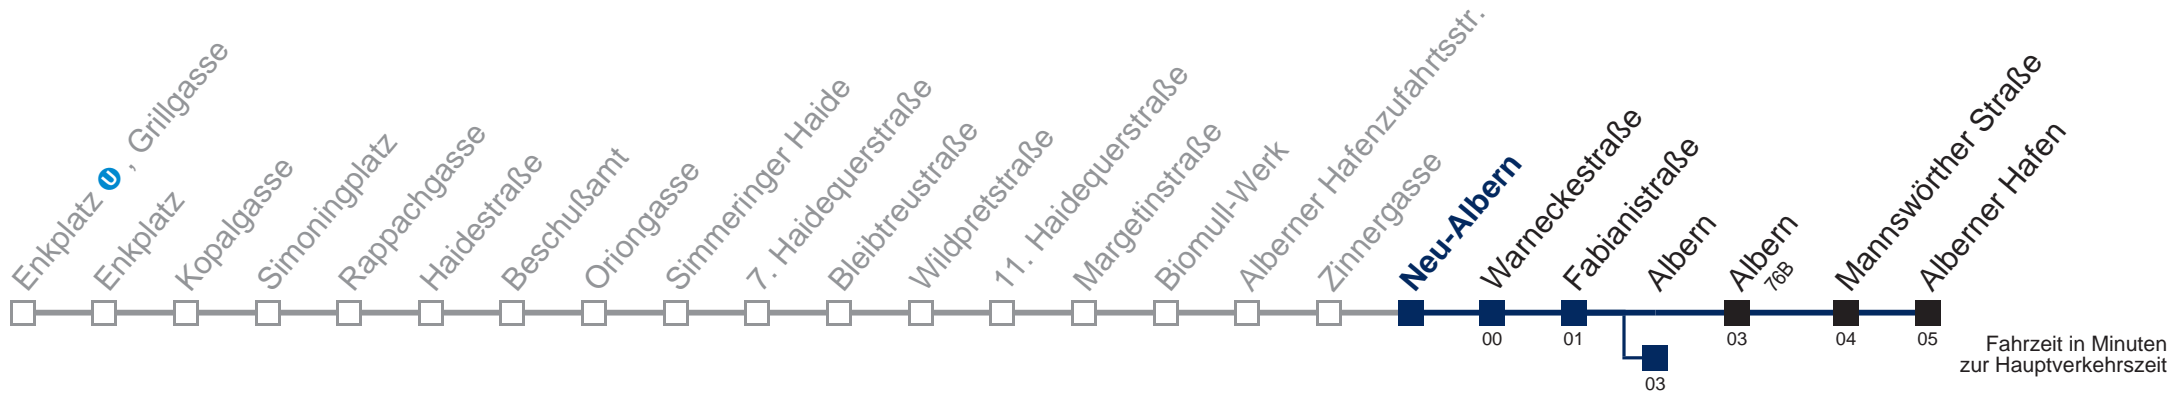 Enkplatz U , Grillgasse
Enkplatz
Kopalgasse
Simoningplatz
Rappachgasse
Haidestraße
Beschußamt
Oriongasse
Simmeringer Haide
7. Haidequerstraße
Bleibtreustraße
Wildpretstraße
11. Haidequerstraße
Margetinstraße
Biomull-Werk
Alberner Hafenzufahrtsstr.
Zinnergasse
Neu-Albern
Warneckestraße
Fabianistraße
Albern
Albern
76B
Mannswörther Straße
Alberner Hafen
00
01
03
04
05
03
Fahrzeit in Minuten
zur Hauptverkehrszeit